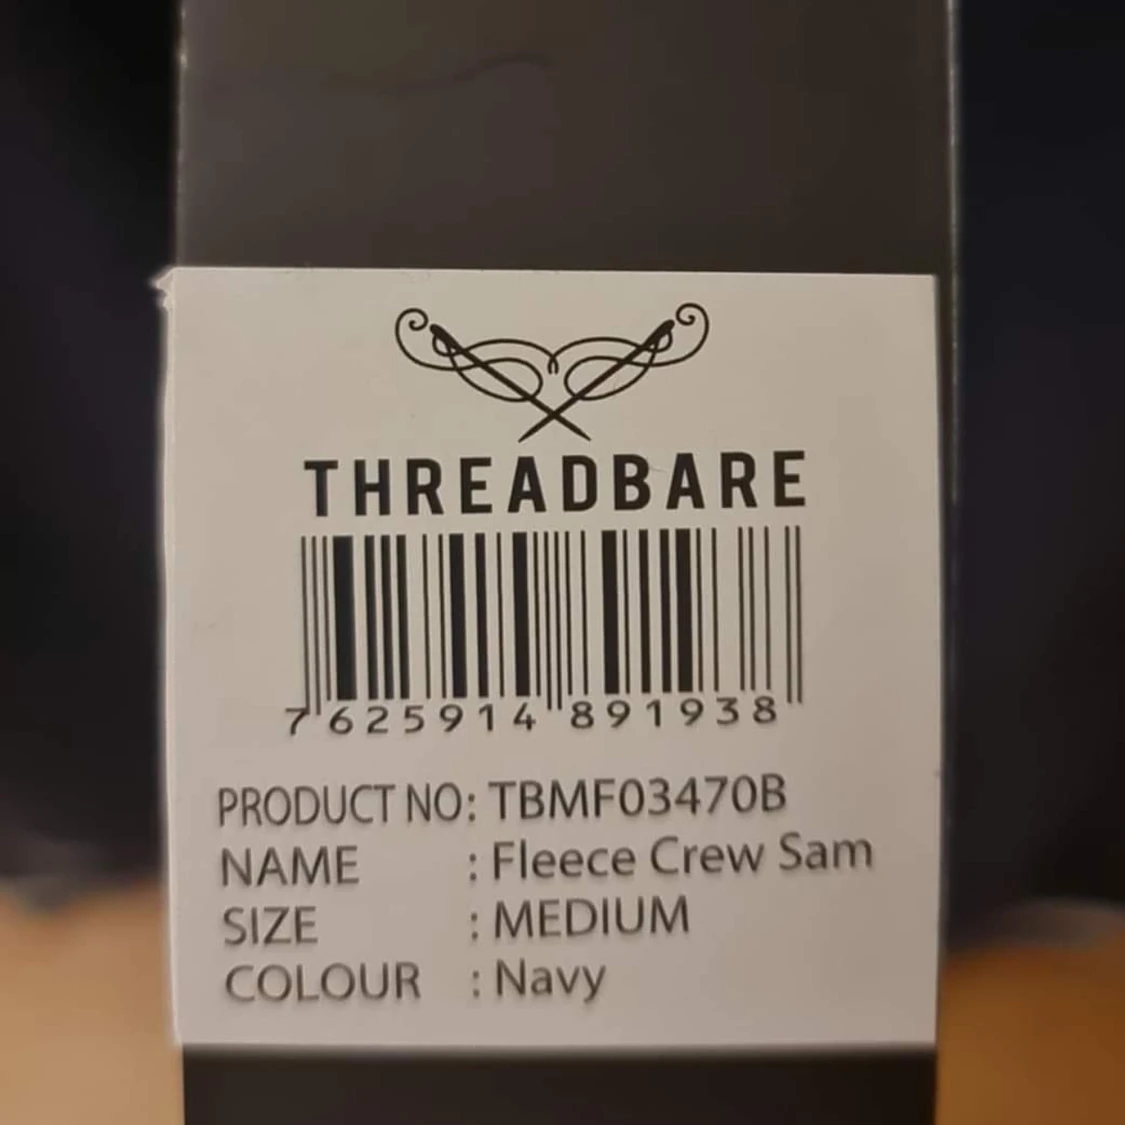 THREADBARE
7 625914 891938
PRODUCT NO: TBMF03470B
NAME : Fleece Crew Sam
SIZE : MEDIUM
COLOUR : Navy